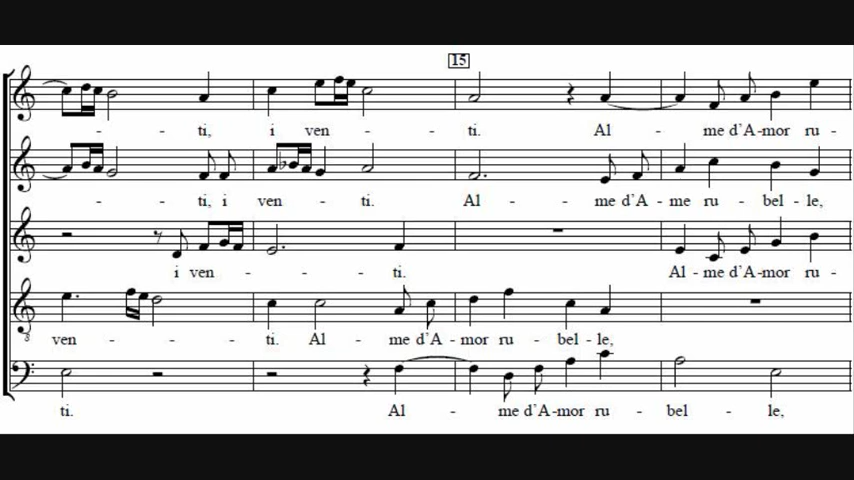 15
- - ti, i ven - - ti. Al - me d'A-mor ru-
- - ti, i ven - - ti. Al - - me d'A - me ru - bel - le,
i ven - - - ti. Al - me d'A-mor ru-
8
ven - - - ti. Al - me d'A - mor ru - bel - le,
ti. Al - me d'A-mor ru - bel - le,